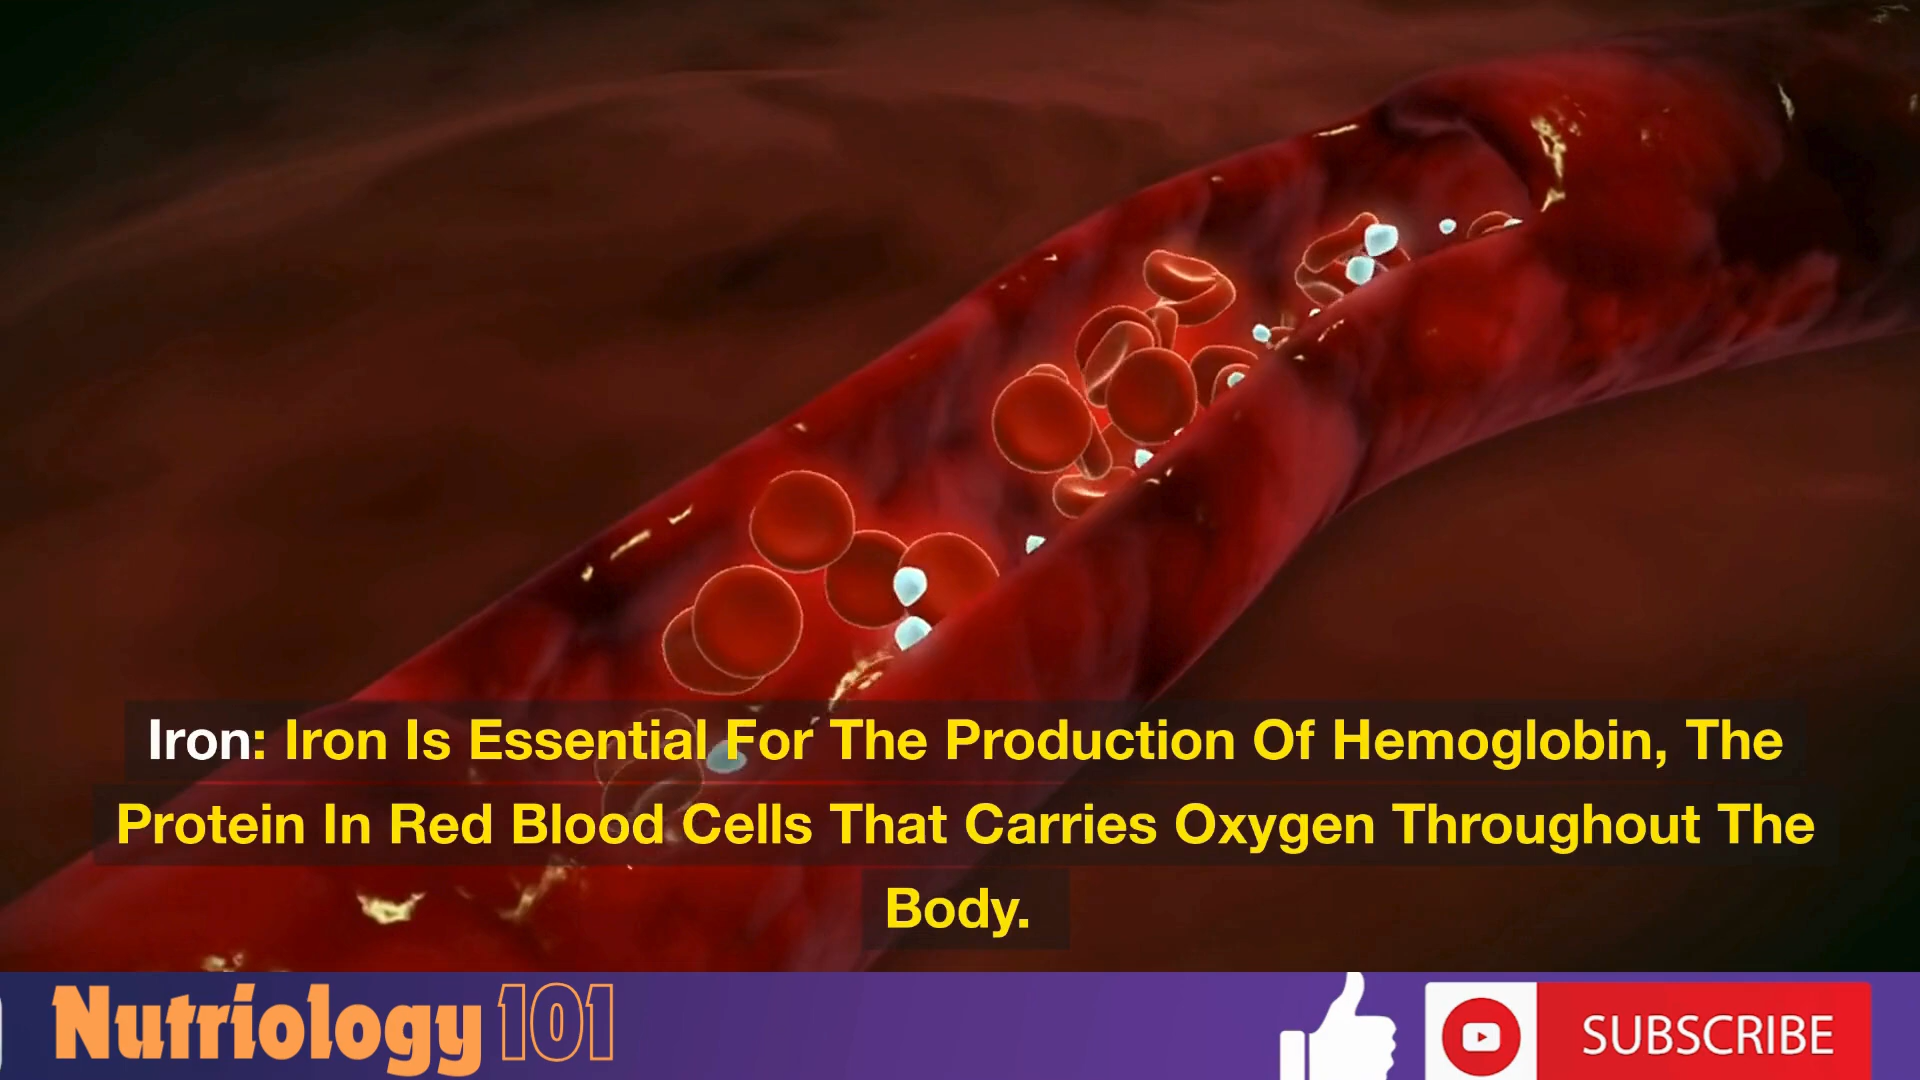 Iron: Iron Is Essential For The Production Of Hemoglobin, The
Protein In Red Blood Cells That Carries Oxygen Throughout The
Body.
Nutriology 101
SUBSCRIBE